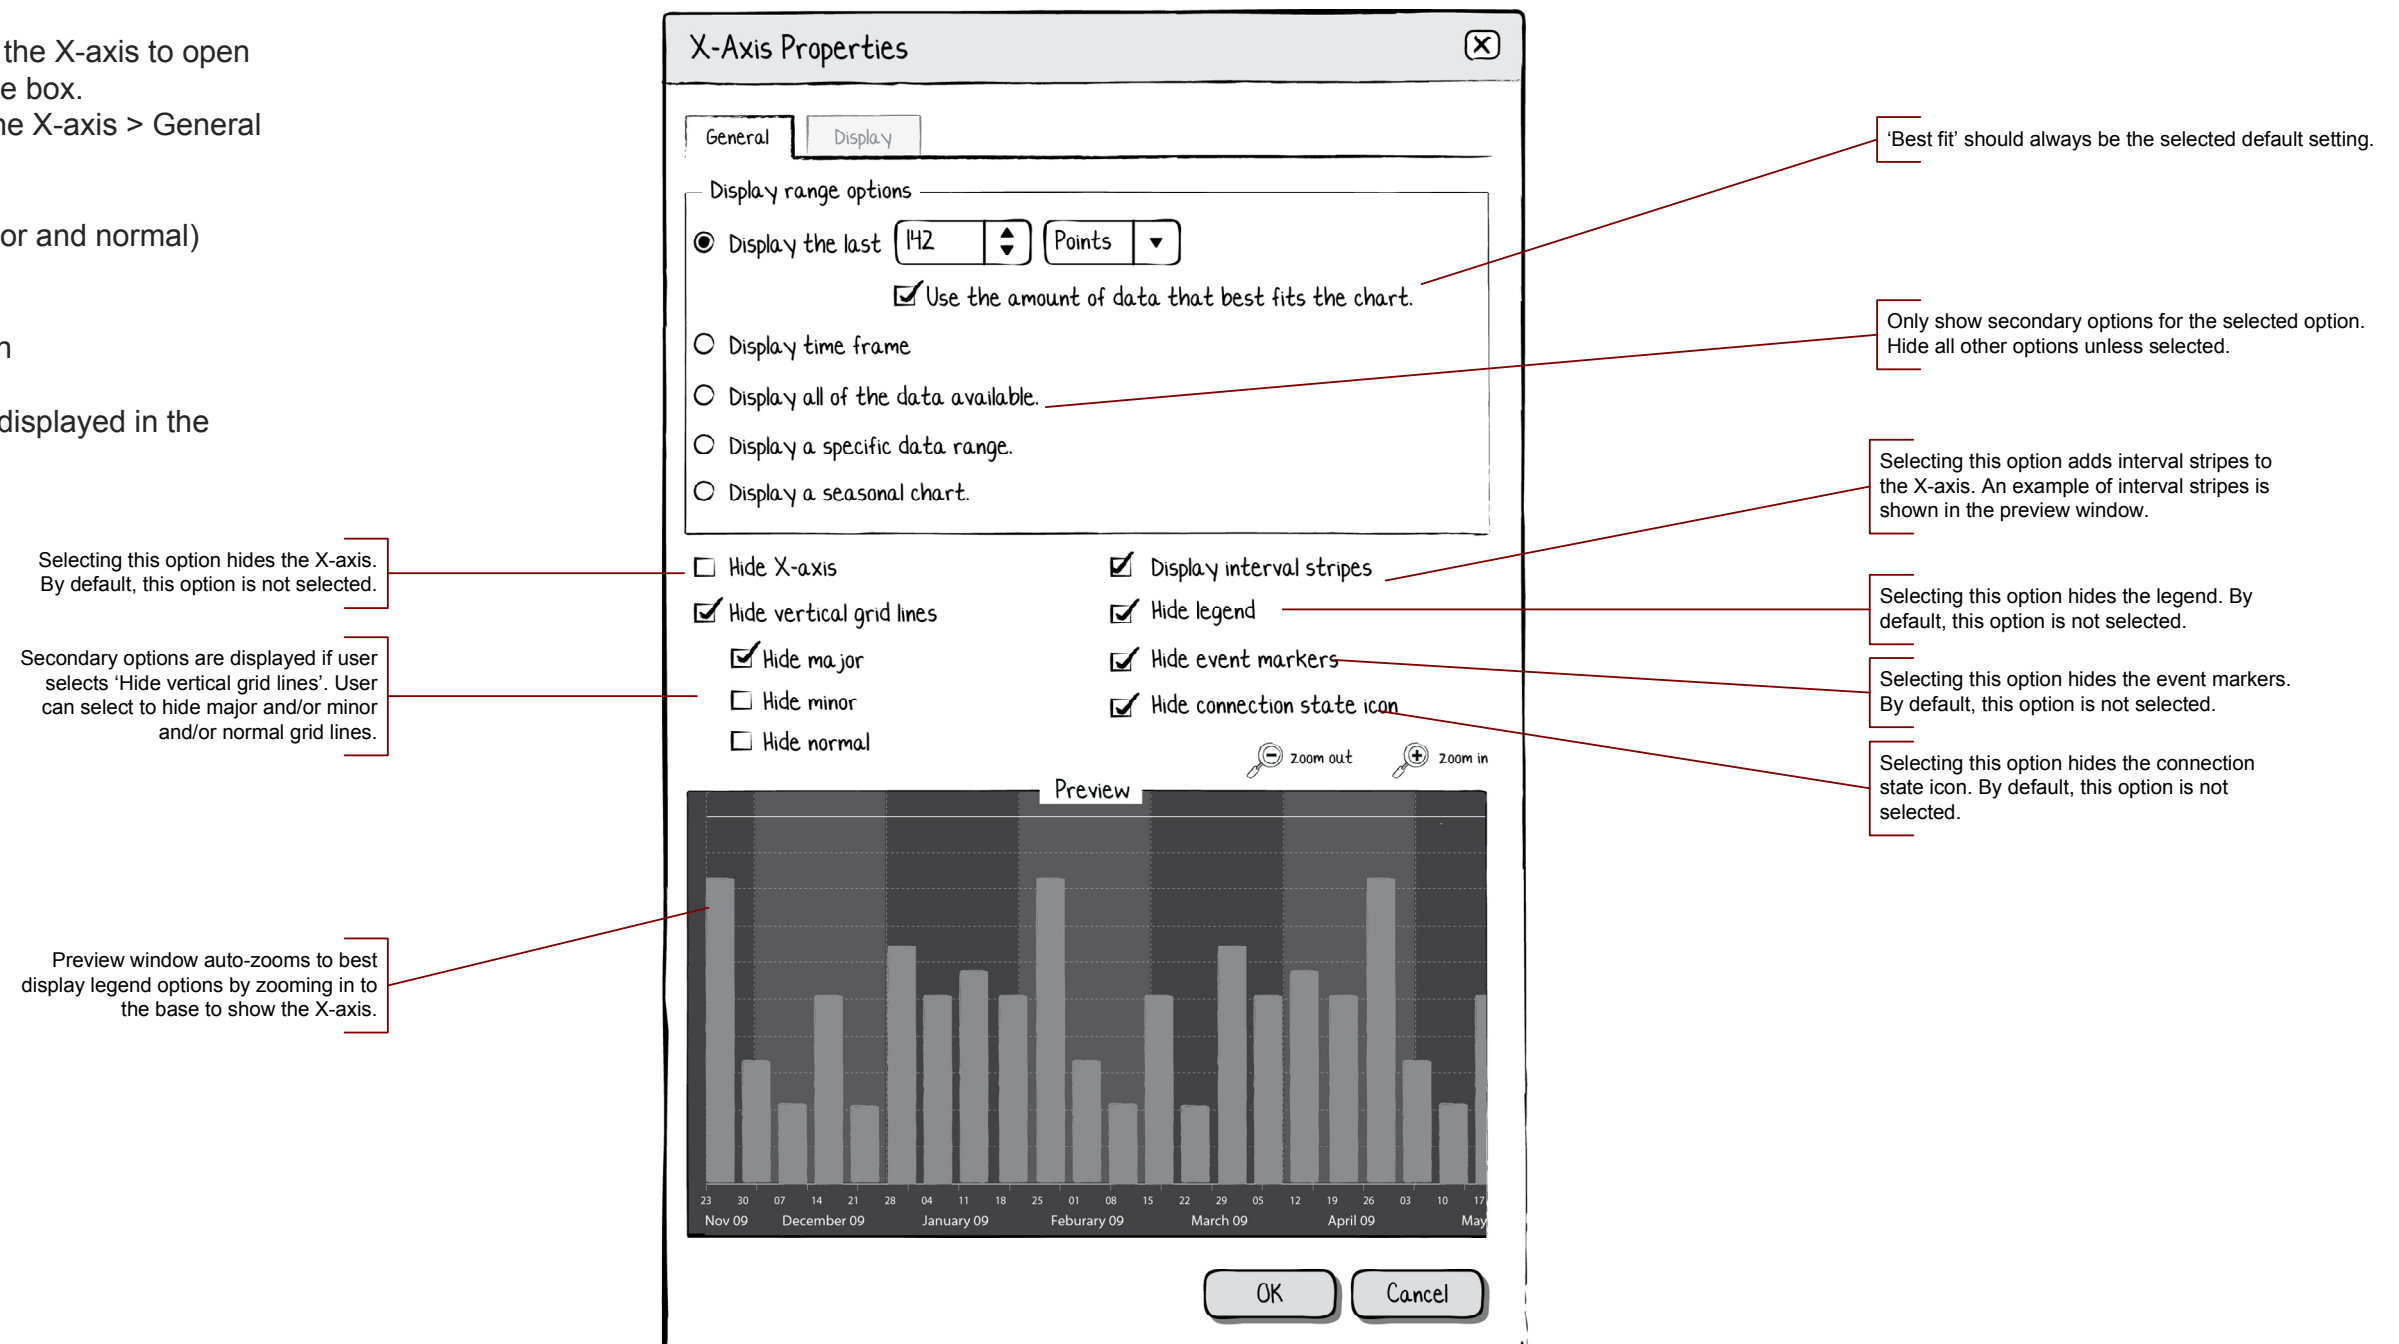 the X-axis to open
e box.
he X-axis > General
or and normal)
n
displayed in the
Selecting this option hides the X-axis.
By default, this option is not selected.
Secondary options are displayed if user
selects ‘Hide vertical grid lines’. User
can select to hide major and/or minor
and/or normal grid lines.
Preview window auto-zooms to best
display legend options by zooming in to
the base to show the X-axis.
X-Axis Properties
General
Display
Display range options
Display the last 142 Points
Use the amount of data that best fits the chart.
Display time frame
Display all of the data available.
Display a specific data range.
Display a seasonal chart.
Hide X-axis
Hide vertical grid lines
Hide major
Hide minor
Hide normal
Display interval stripes
Hide legend
Hide event markers
Hide connection state icon
zoom out
zoom in
Preview
23 30 07 14 21 28 04 11 18 25 01 08 15 22 29 05 12 19 26 03 10 17
Nov 09 December 09 January 09 Feburary 09 March 09 April 09 May
OK
Cancel
‘Best fit’ should always be the selected default setting.
Only show secondary options for the selected option.
Hide all other options unless selected.
Selecting this option adds interval stripes to
the X-axis. An example of interval stripes is
shown in the preview window.
Selecting this option hides the legend. By
default, this option is not selected.
Selecting this option hides the event markers.
By default, this option is not selected.
Selecting this option hides the connection
state icon. By default, this option is not
selected.